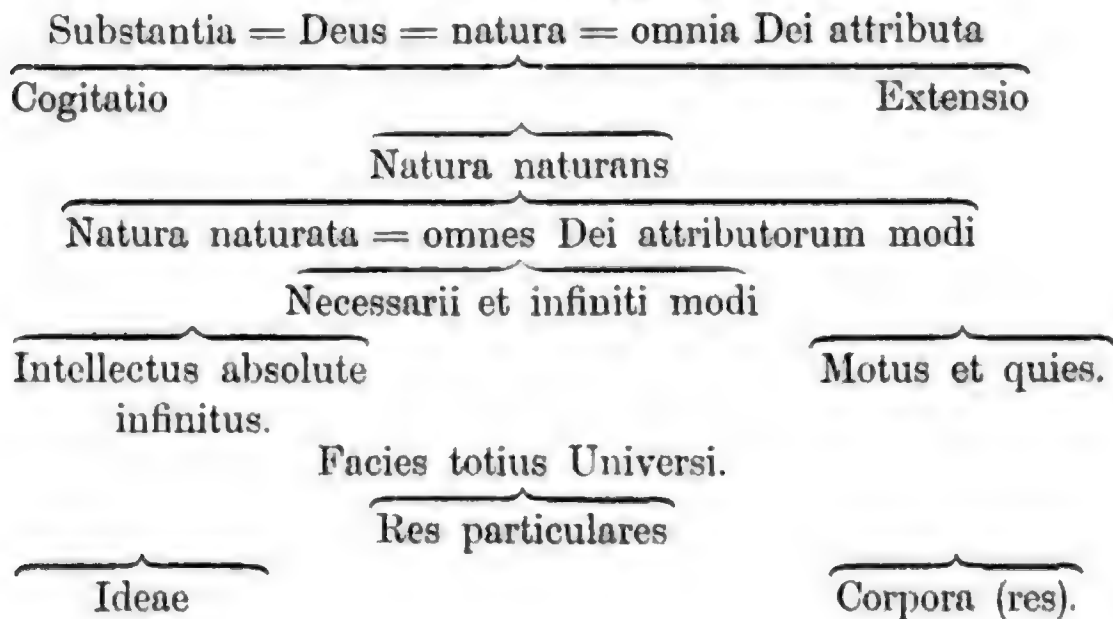 Substantia = Deus = natura = omnia Dei attributa
Cogitatio Extensio
Natura naturans
Natura naturata = omnes Dei attributorum modi
Necessarii et infiniti modi
Intellectus absolute Motus et quies.
infinitus.
Facies totius Universi.
Res particulares
Ideae Corpora (res).